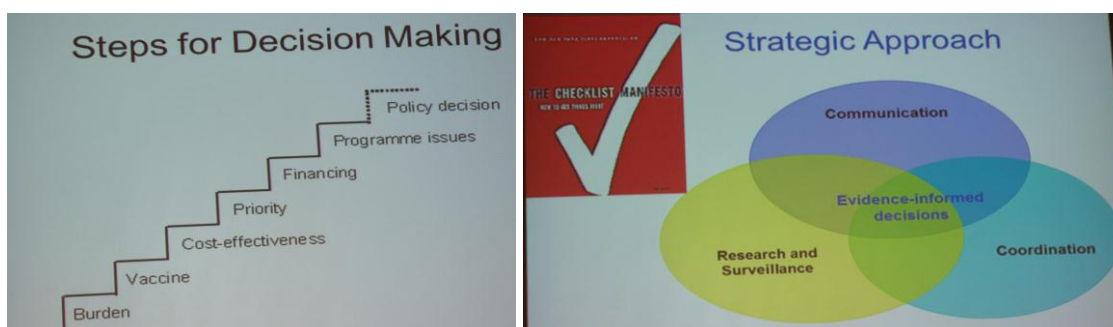 Steps for Decision Making
Policy decision
Programme issues
Financing
Priority
Cost-effectiveness
Vaccine
Burden
Strategic Approach
THE CHECKLIST MANIFESTO
HOW TO GET THINGS RIGHT
Communication
Evidence-informed
decisions
Research and
Surveillance
Coordination